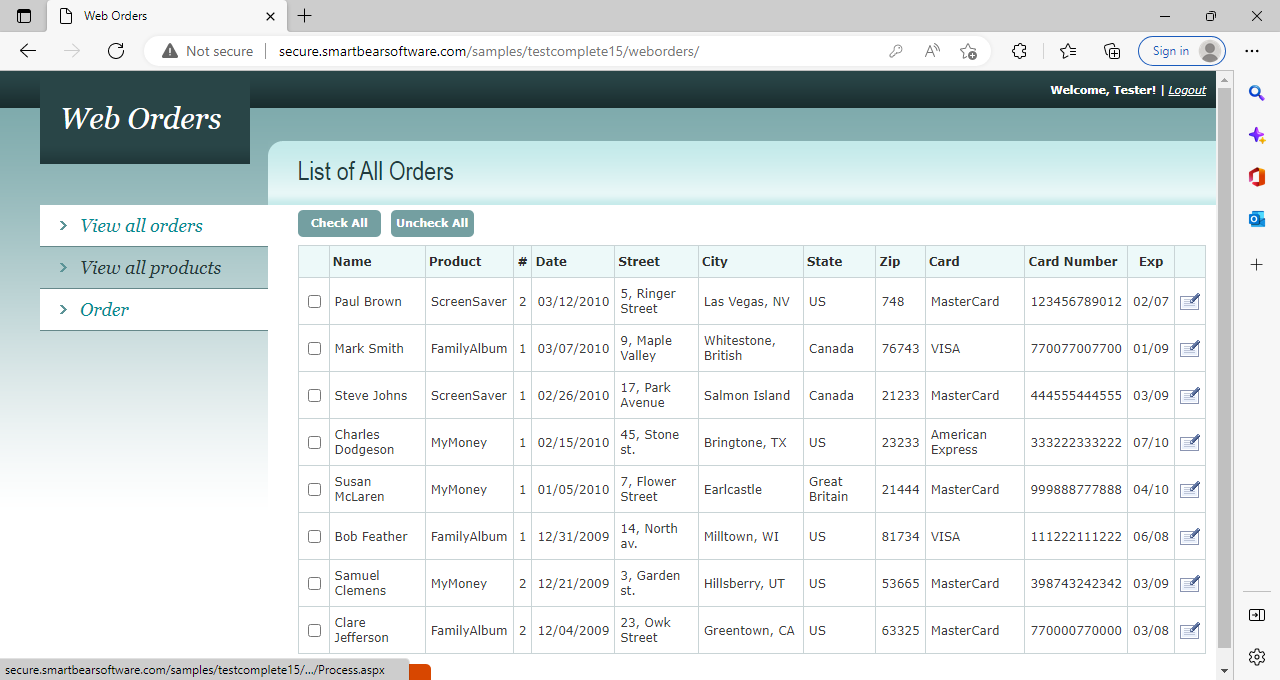 Web Orders
Not secure secure.smartbearsoftware.com/samples/testcomplete15/weborders/ Sign in
Welcome, Tester! | Logout
Web Orders
List of All Orders
View all orders
View all products
Order
Check All Uncheck All
Name Product # Date Street City State Zip Card Card Number Exp
Paul Brown ScreenSaver 2 03/12/2010 5, Ringer Street Las Vegas, NV US 748 MasterCard 123456789012 02/07
Mark Smith FamilyAlbum 1 03/07/2010 9, Maple Valley Whitestone, British Canada 76743 VISA 770077007700 01/09
Steve Johns ScreenSaver 1 02/26/2010 17, Park Avenue Salmon Island Canada 21233 MasterCard 444555444555 03/09
Charles Dodgeson MyMoney 1 02/15/2010 45, Stone st. Bringtone, TX US 23233 American Express 333222333222 07/10
Susan McLaren MyMoney 1 01/05/2010 7, Flower Street Earlcastle Great Britain 21444 MasterCard 999888777888 04/10
Bob Feather FamilyAlbum 1 12/31/2009 14, North av. Milltown, WI US 81734 VISA 111222111222 06/08
Samuel Clemens MyMoney 2 12/21/2009 3, Garden st. Hillsberry, UT US 53665 MasterCard 398743242342 03/09
Clare Jefferson FamilyAlbum 2 12/04/2009 23, Owk Street Greentown, CA US 63325 MasterCard 770000770000 03/08
secure.smartbearsoftware.com/samples/testcomplete15/.../Process.aspx